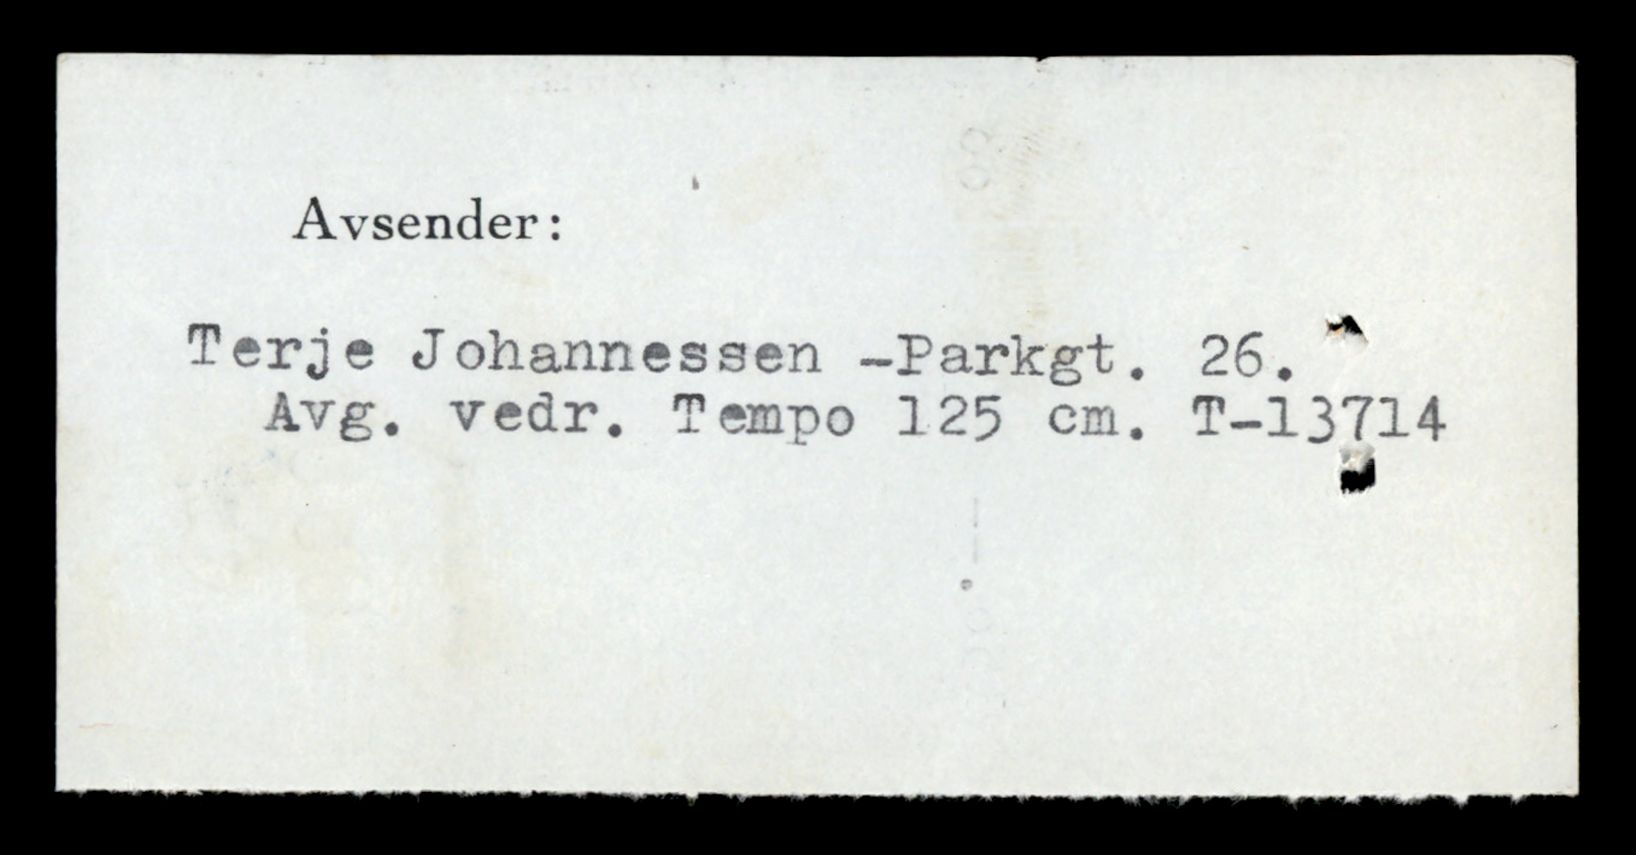 Avsender:
Terje Johannessen -Parkgt. 26.
Avg. vedr. Tempo 125 cm. T-13714